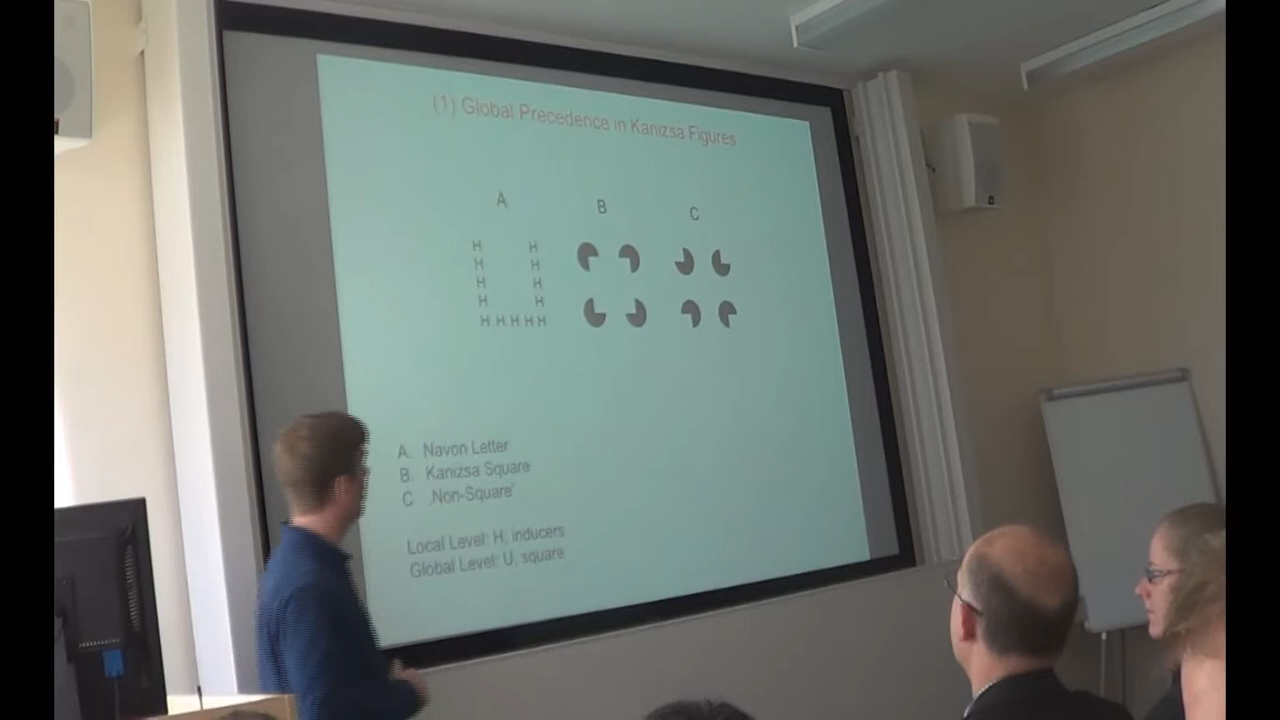 (1) Global Precedence in Kanizsa Figures
A B C
H H
H H
H H
H H
H H H H H
A. Navon Letter
B. Kanizsa Square
C ‚Non-Square'
Local Level: H, inducers
Global Level: U, square